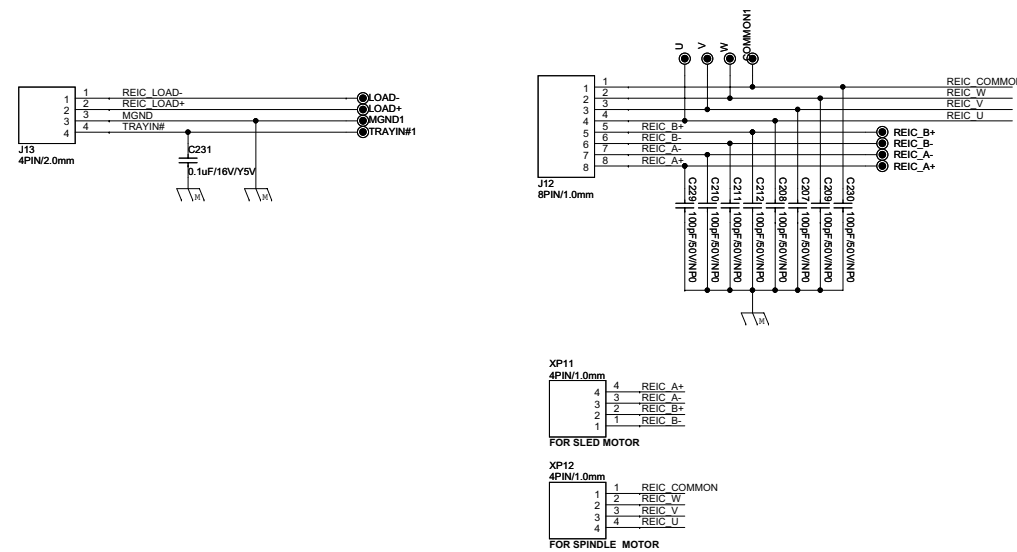 1 REIC_LOAD-
2 REIC_LOAD+
3 MGND
4 TRAYIN#
1
2
3
4
LOAD-
LOAD+
MGND1
TRAYIN#1
J13
4PIN/2.0mm
C231
0.1uF/16V/Y5V
M
M
U
V
W
COMMON1
1
2
3
4
5 REIC_B+
6 REIC_B-
7 REIC_A-
8 REIC_A+
1
2
3
4
5
6
7
8
REIC_COMMO
REIC_W
REIC_V
REIC_U
REIC_B+
REIC_B-
REIC_A-
REIC_A+
J12
8PIN/1.0mm
C229 100pF/50V/NP0
C210 100pF/50V/NP0
C211 100pF/50V/NP0
C212 100pF/50V/NP0
C208 100pF/50V/NP0
C207 100pF/50V/NP0
C209 100pF/50V/NP0
C230 100pF/50V/NP0
M
XP11
4PIN/1.0mm
4 4 REIC_A+
3 3 REIC_A-
2 2 REIC_B+
1 1 REIC_B-
FOR SLED MOTOR
XP12
4PIN/1.0mm
1 1 REIC_COMMON
2 2 REIC_W
3 3 REIC_V
4 4 REIC_U
FOR SPINDLE MOTOR